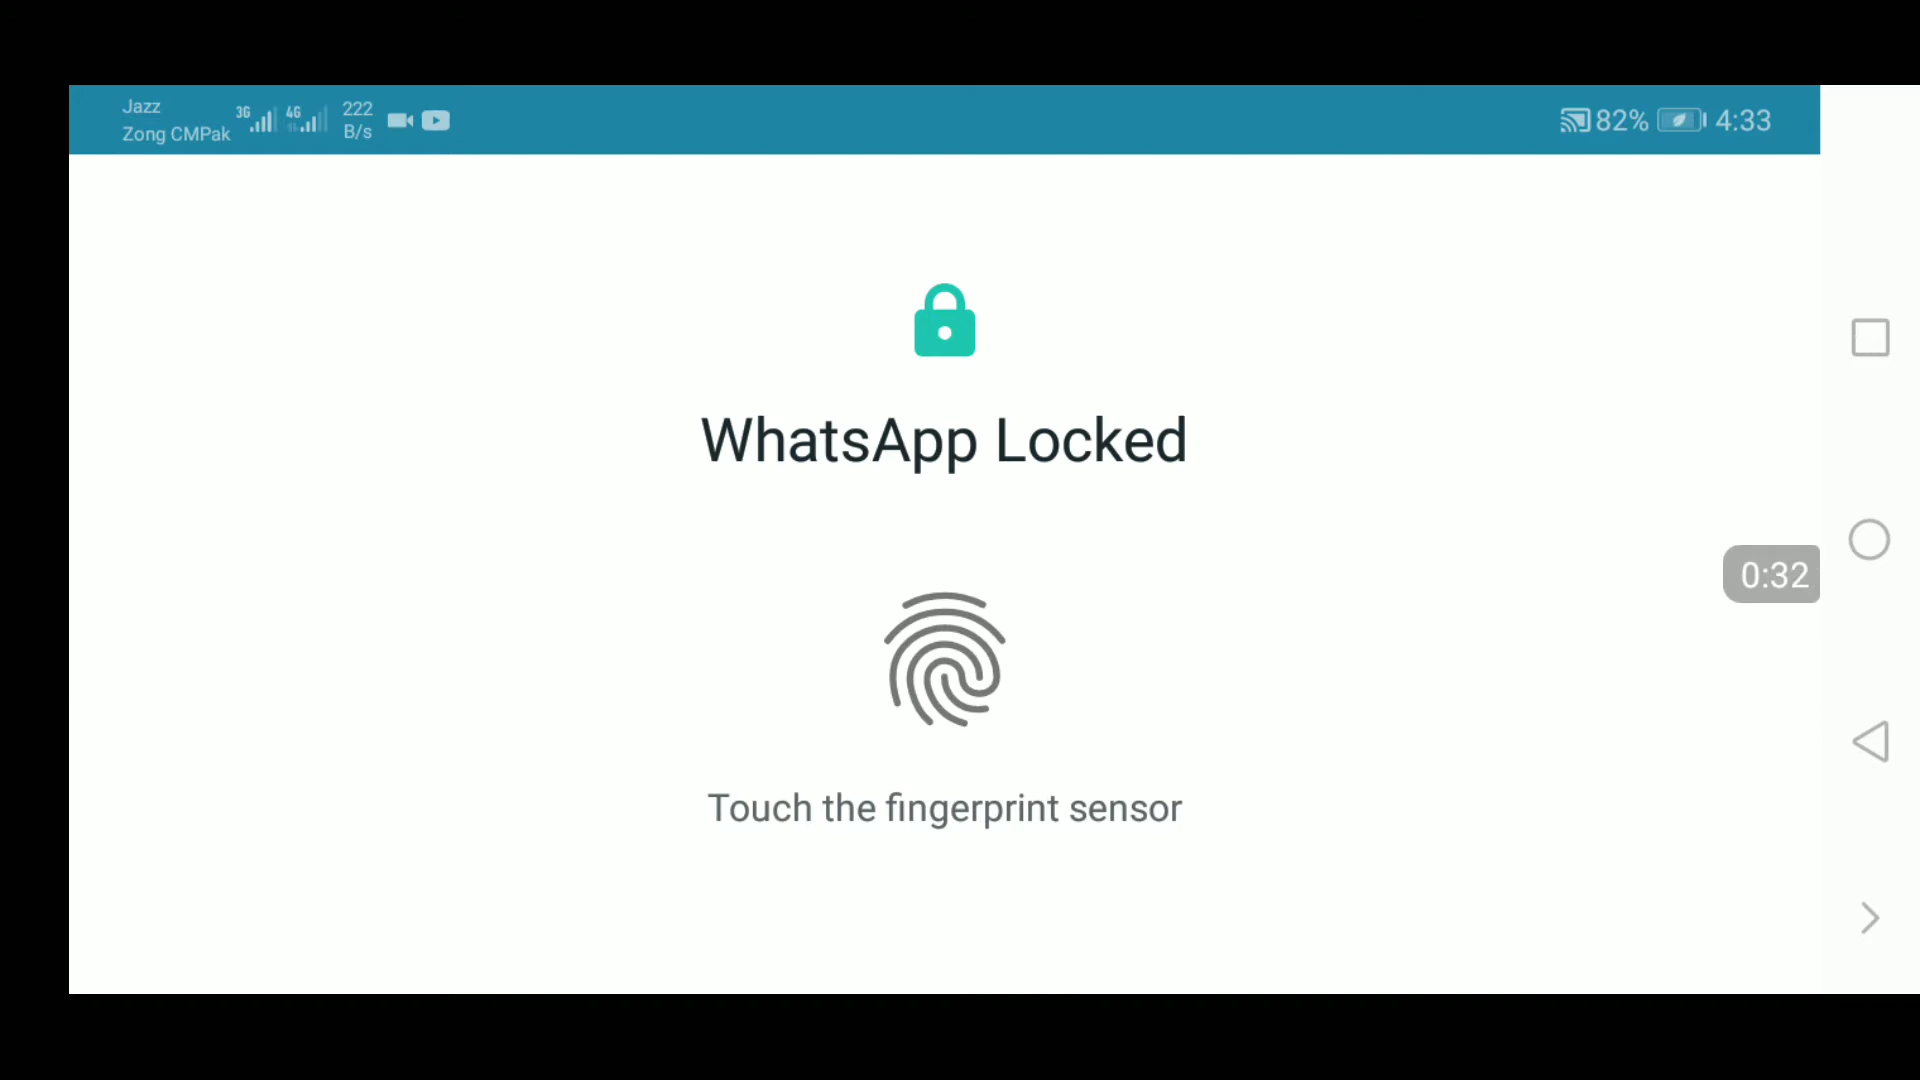 Jazz
Zong CMPak
3G
4G
222
B/s
82%
4:33
WhatsApp Locked
0:32
Touch the fingerprint sensor